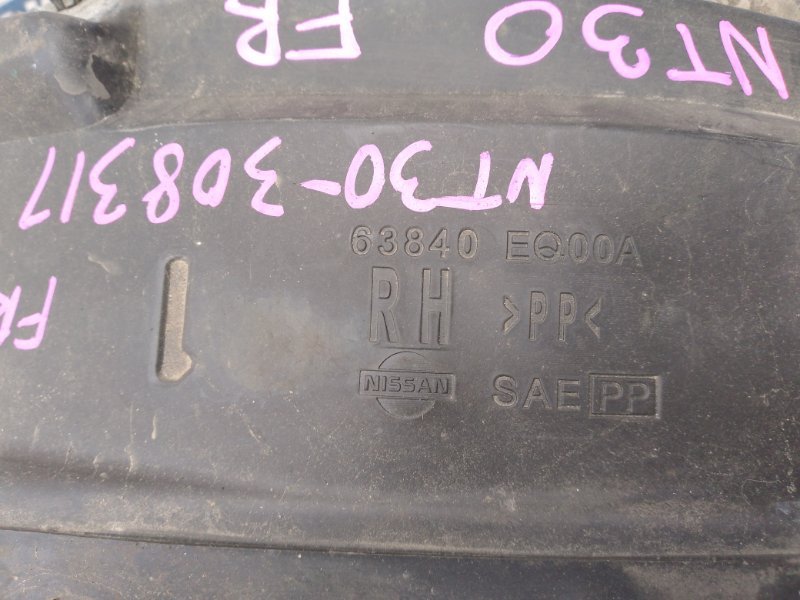 NT30 FR
NT30-308317
63840 EQ00A
RH >PP<
NISSAN SAE PP